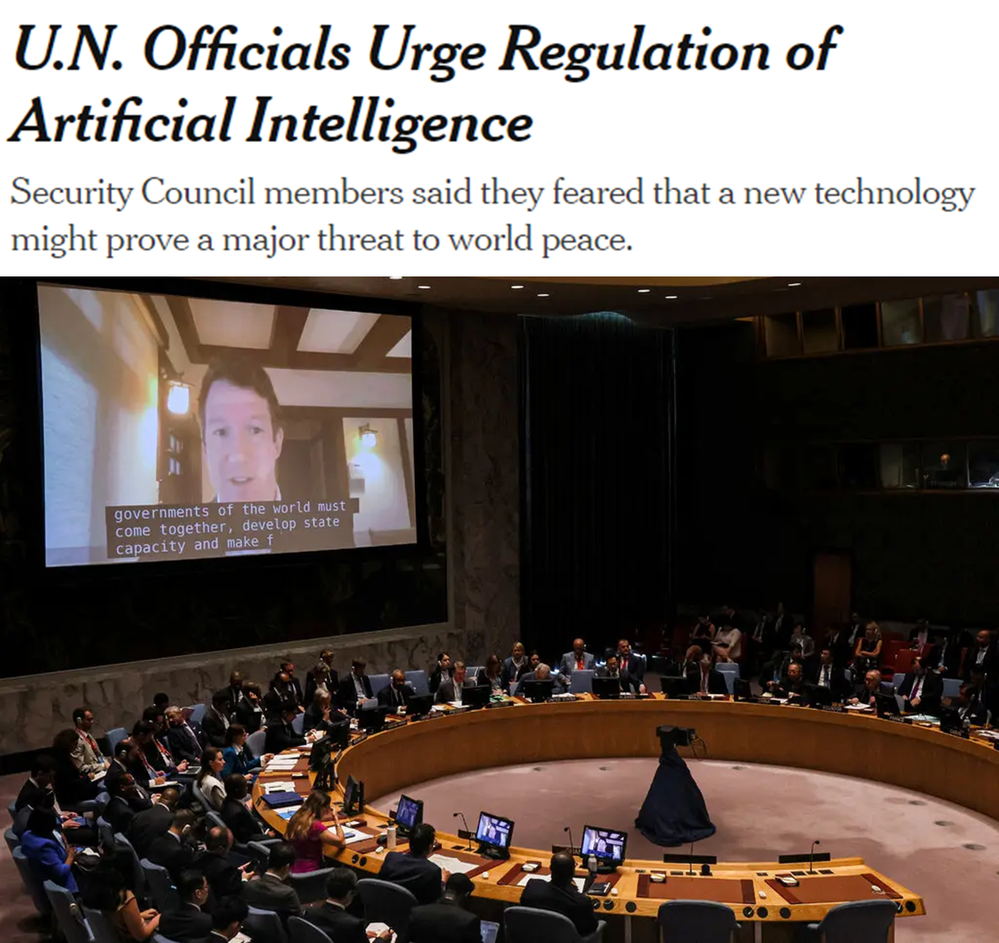 U.N. Officials Urge Regulation of
Artificial Intelligence
Security Council members said they feared that a new technology
might prove a major threat to world peace.
governments of the world must
come together, develop state
capacity and make f